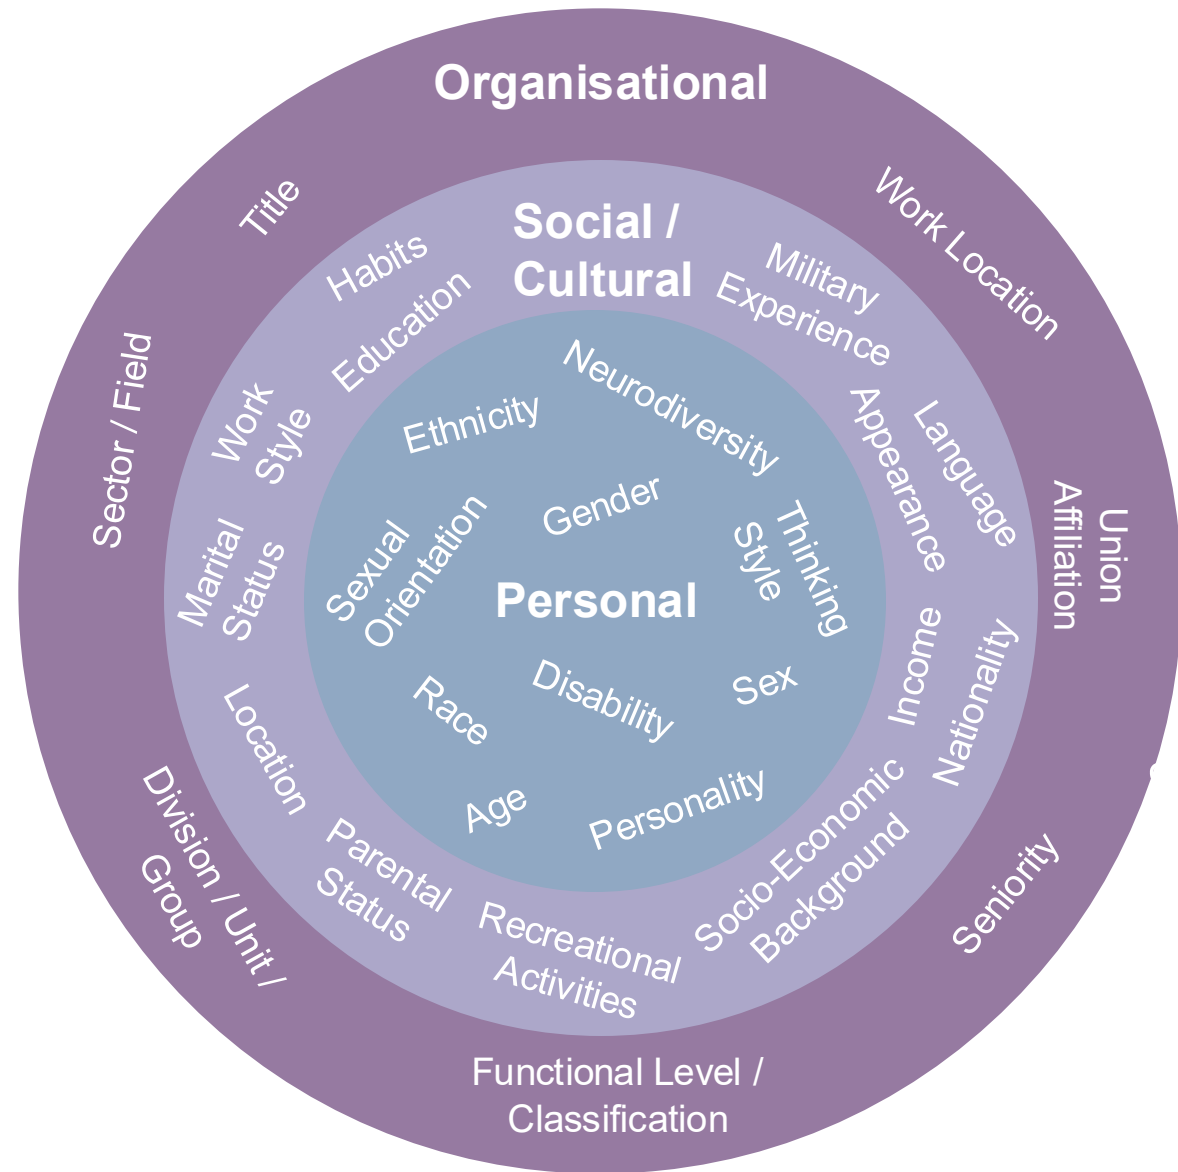 Organisational
Title
Work Location
Sector / Field
Union
Affiliation
Division / Unit /
Group
Seniority
Functional Level /
Classification
Social /
Cultural
Habits
Education
Military
Experience
Work
Style
Appearance
Language
Marital
Status
Income
Nationality
Location
Parental
Status
Recreational
Activities
Socio-Economic
Background
Neurodiversity
Ethnicity
Gender
Sexual
Orientation
Thinking
Style
Personal
Race
Disability
Sex
Age
Personality